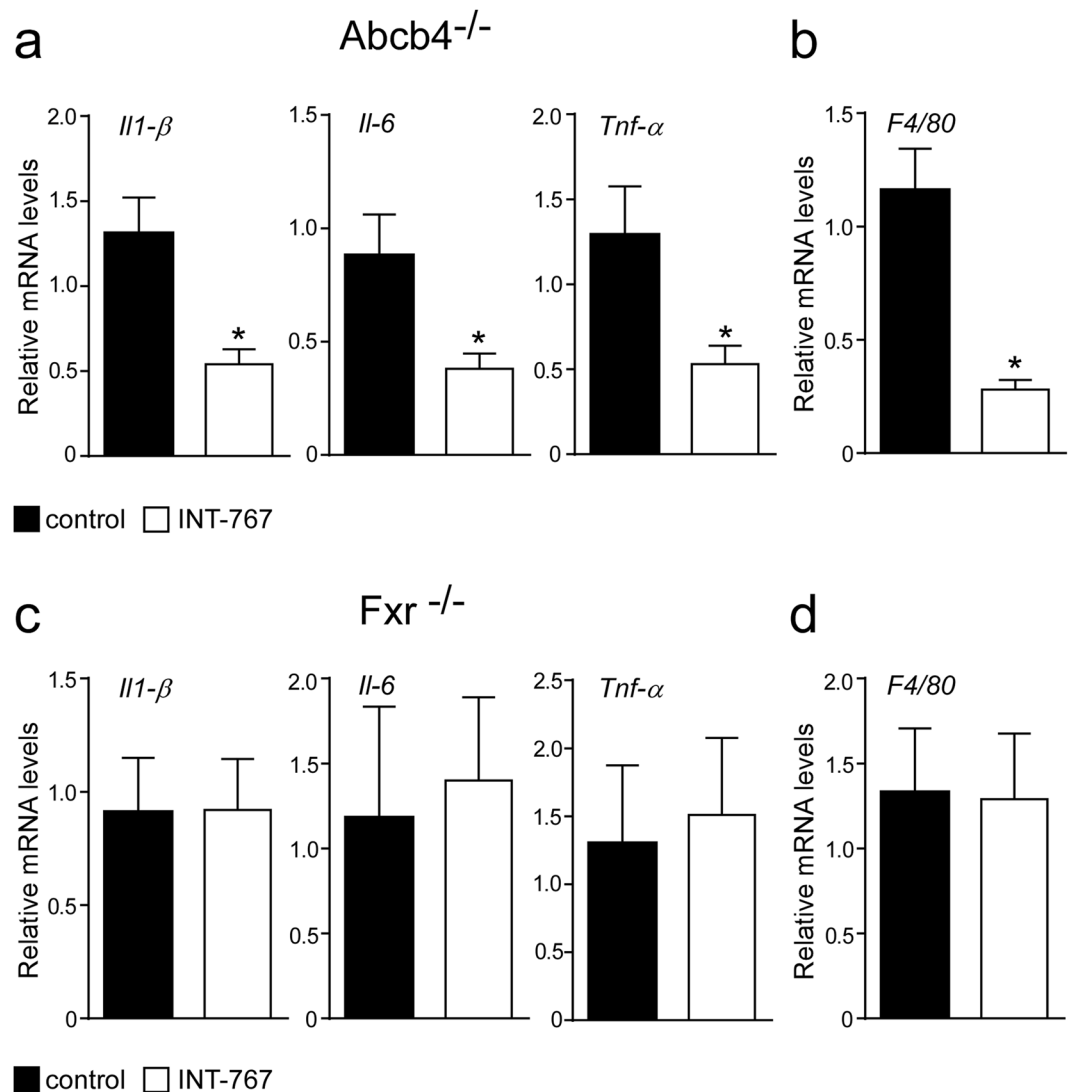 a
Abcb4-/-
b
Relative mRNA levels
Il1-β
2.0
1.5
1.0
0.5
0
*
Il-6
1.5
1.0
0.5
0
*
Tnf-α
2.0
1.5
1.0
0.5
0
*
Relative mRNA levels
F4/80
1.5
1.0
0.5
0
*
control INT-767
c
Fxr -/-
d
Relative mRNA levels
Il1-β
1.5
1.0
0.5
0
Il-6
2.0
1.5
1.0
0.5
0
Tnf-α
2.5
2.0
1.5
1.0
0.5
0
Relative mRNA levels
F4/80
2.0
1.5
1.0
0.5
0
control INT-767